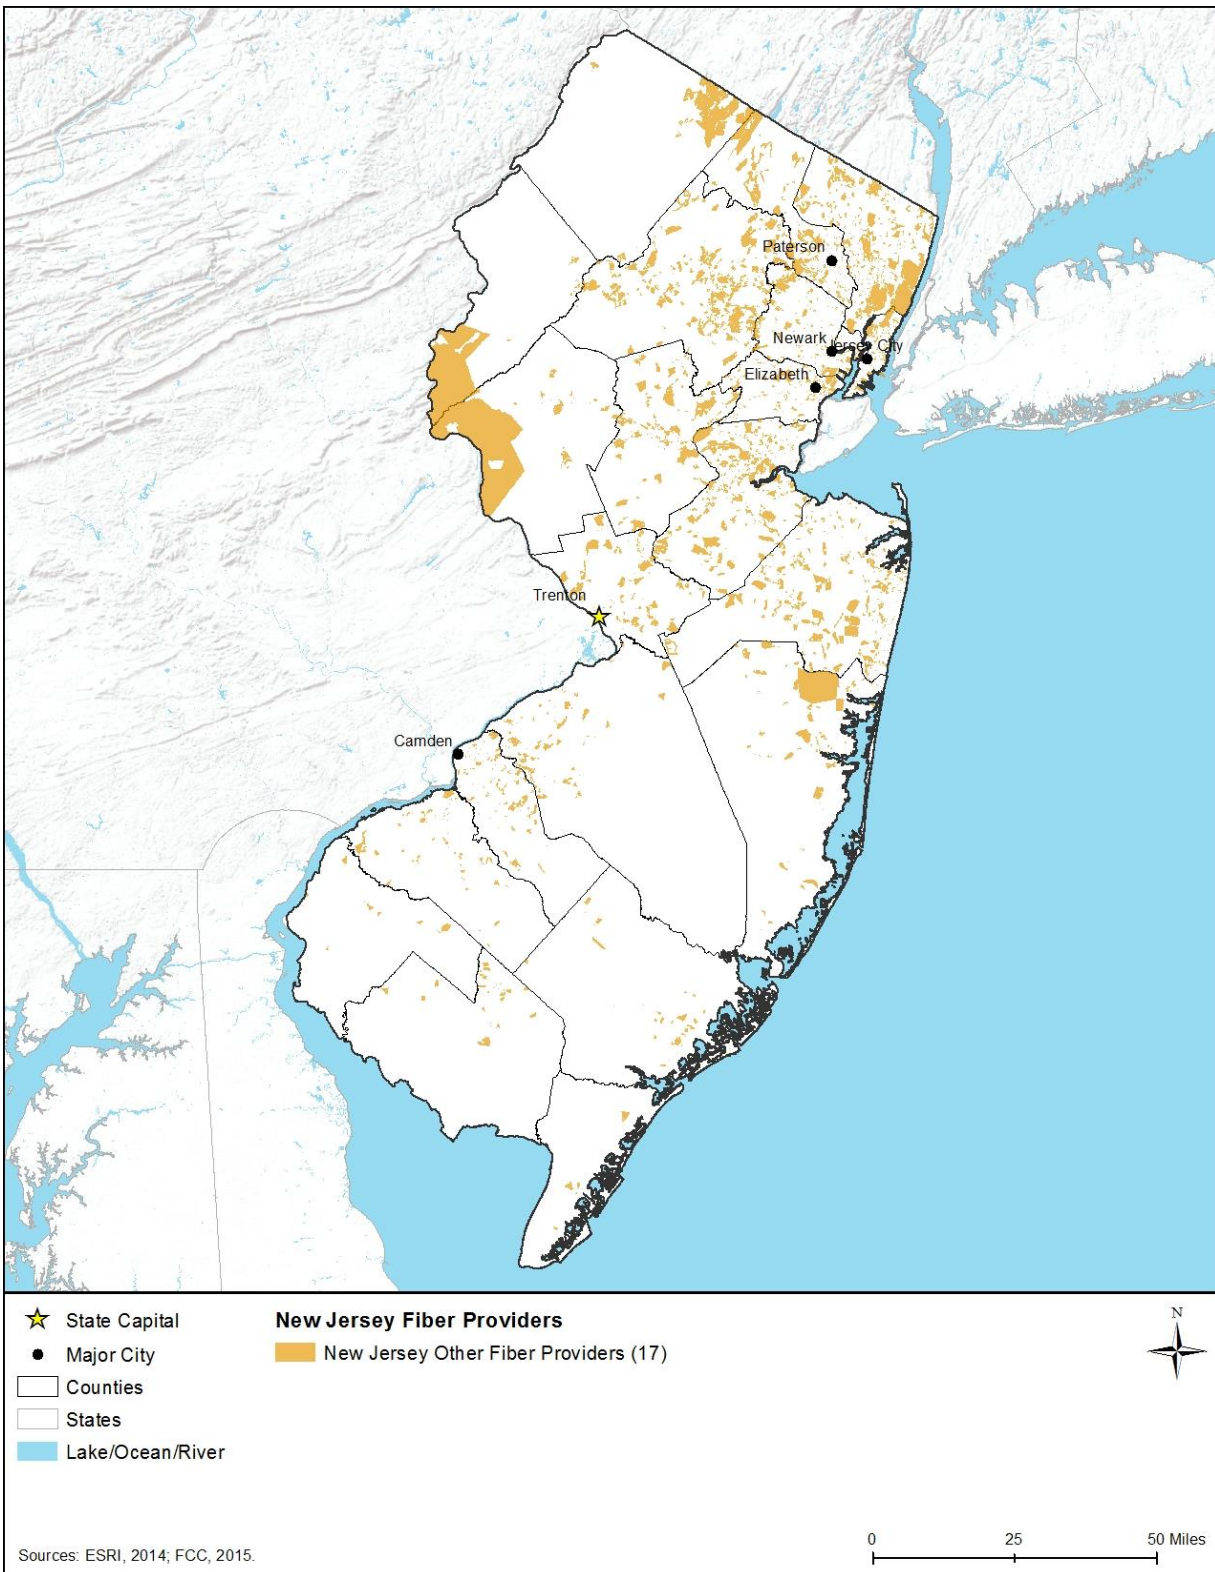 Paterson
Newark
Jersey City
Elizabeth
Trenton
Camden
State Capital
Major City
Counties
States
Lake/Ocean/River
New Jersey Fiber Providers
New Jersey Other Fiber Providers (17)
N
Sources: ESRI, 2014; FCC, 2015.
0 25 50 Miles